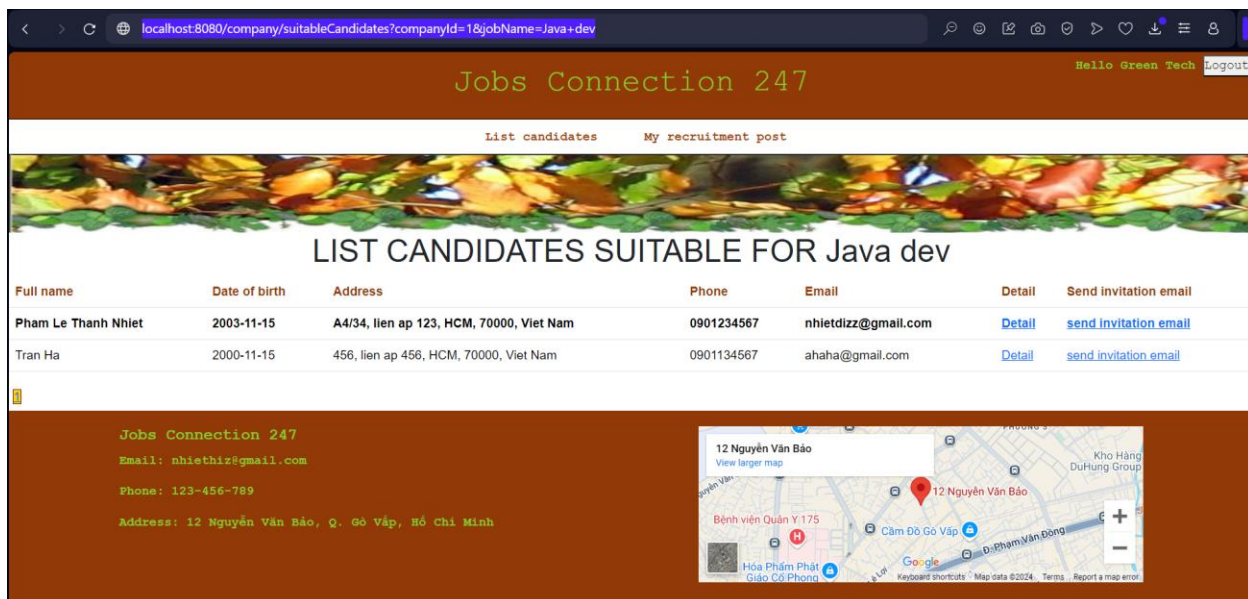 localhost:8080/company/suitableCandidates?companyId=1&jobName=Java+dev
Jobs Connection 247
Hello Green Tech Logout
List candidates My recruitment post
LIST CANDIDATES SUITABLE FOR Java dev
Full name Date of birth Address Phone Email Detail Send invitation email
Pham Le Thanh Nhiet 2003-11-15 A4/34, lien ap 123, HCM, 70000, Viet Nam 0901234567 nhietdizz@gmail.com Detail send invitation email
Tran Ha 2000-11-15 456, lien ap 456, HCM, 70000, Viet Nam 0901134567 ahaha@gmail.com Detail send invitation email
1
Jobs Connection 247
Email: nhiethiz@gmail.com
Phone: 123-456-789
Address: 12 Nguyễn Văn Bảo, Q. Gò Vấp, Hồ Chí Minh
12 Nguyễn Văn Bảo
View larger map
Kho Hàng
DuHung Group
12 Nguyễn Văn Bảo
Bệnh viện Quân Y 175
H
Cầm Đồ Gò Vấp
Đ. Phạm Văn Đồng
Hóa Phẩm Phật
Giáo Cổ Phong
Lê Lợi
Google
+
−
Keyboard shortcuts Map data ©2024 Terms Report a map error